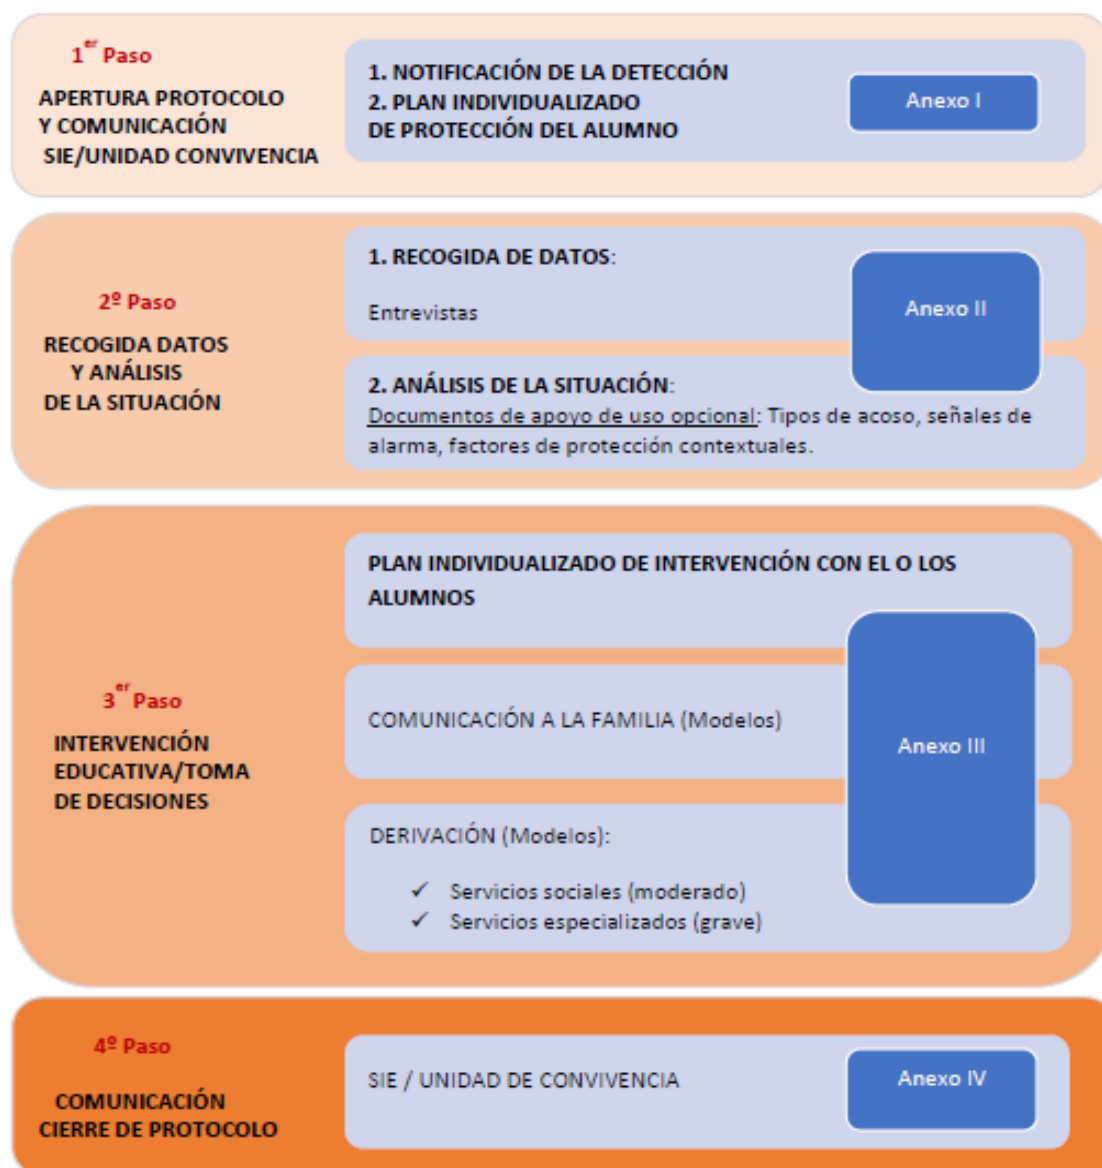 1er Paso
APERTURA PROTOCOLO
Y COMUNICACIÓN
SIE/UNIDAD CONVIVENCIA
1. NOTIFICACIÓN DE LA DETECCIÓN
2. PLAN INDIVIDUALIZADO
DE PROTECCIÓN DEL ALUMNO
Anexo I
2º Paso
RECOGIDA DATOS
Y ANÁLISIS
DE LA SITUACIÓN
1. RECOGIDA DE DATOS:
Entrevistas
Anexo II
2. ANÁLISIS DE LA SITUACIÓN:
Documentos de apoyo de uso opcional: Tipos de acoso, señales de
alarma, factores de protección contextuales.
3er Paso
INTERVENCIÓN
EDUCATIVA/TOMA
DE DECISIONES
PLAN INDIVIDUALIZADO DE INTERVENCIÓN CON EL O LOS
ALUMNOS
COMUNICACIÓN A LA FAMILIA (Modelos)
Anexo III
DERIVACIÓN (Modelos):
✓ Servicios sociales (moderado)
✓ Servicios especializados (grave)
4º Paso
COMUNICACIÓN
CIERRE DE PROTOCOLO
SIE / UNIDAD DE CONVIVENCIA
Anexo IV